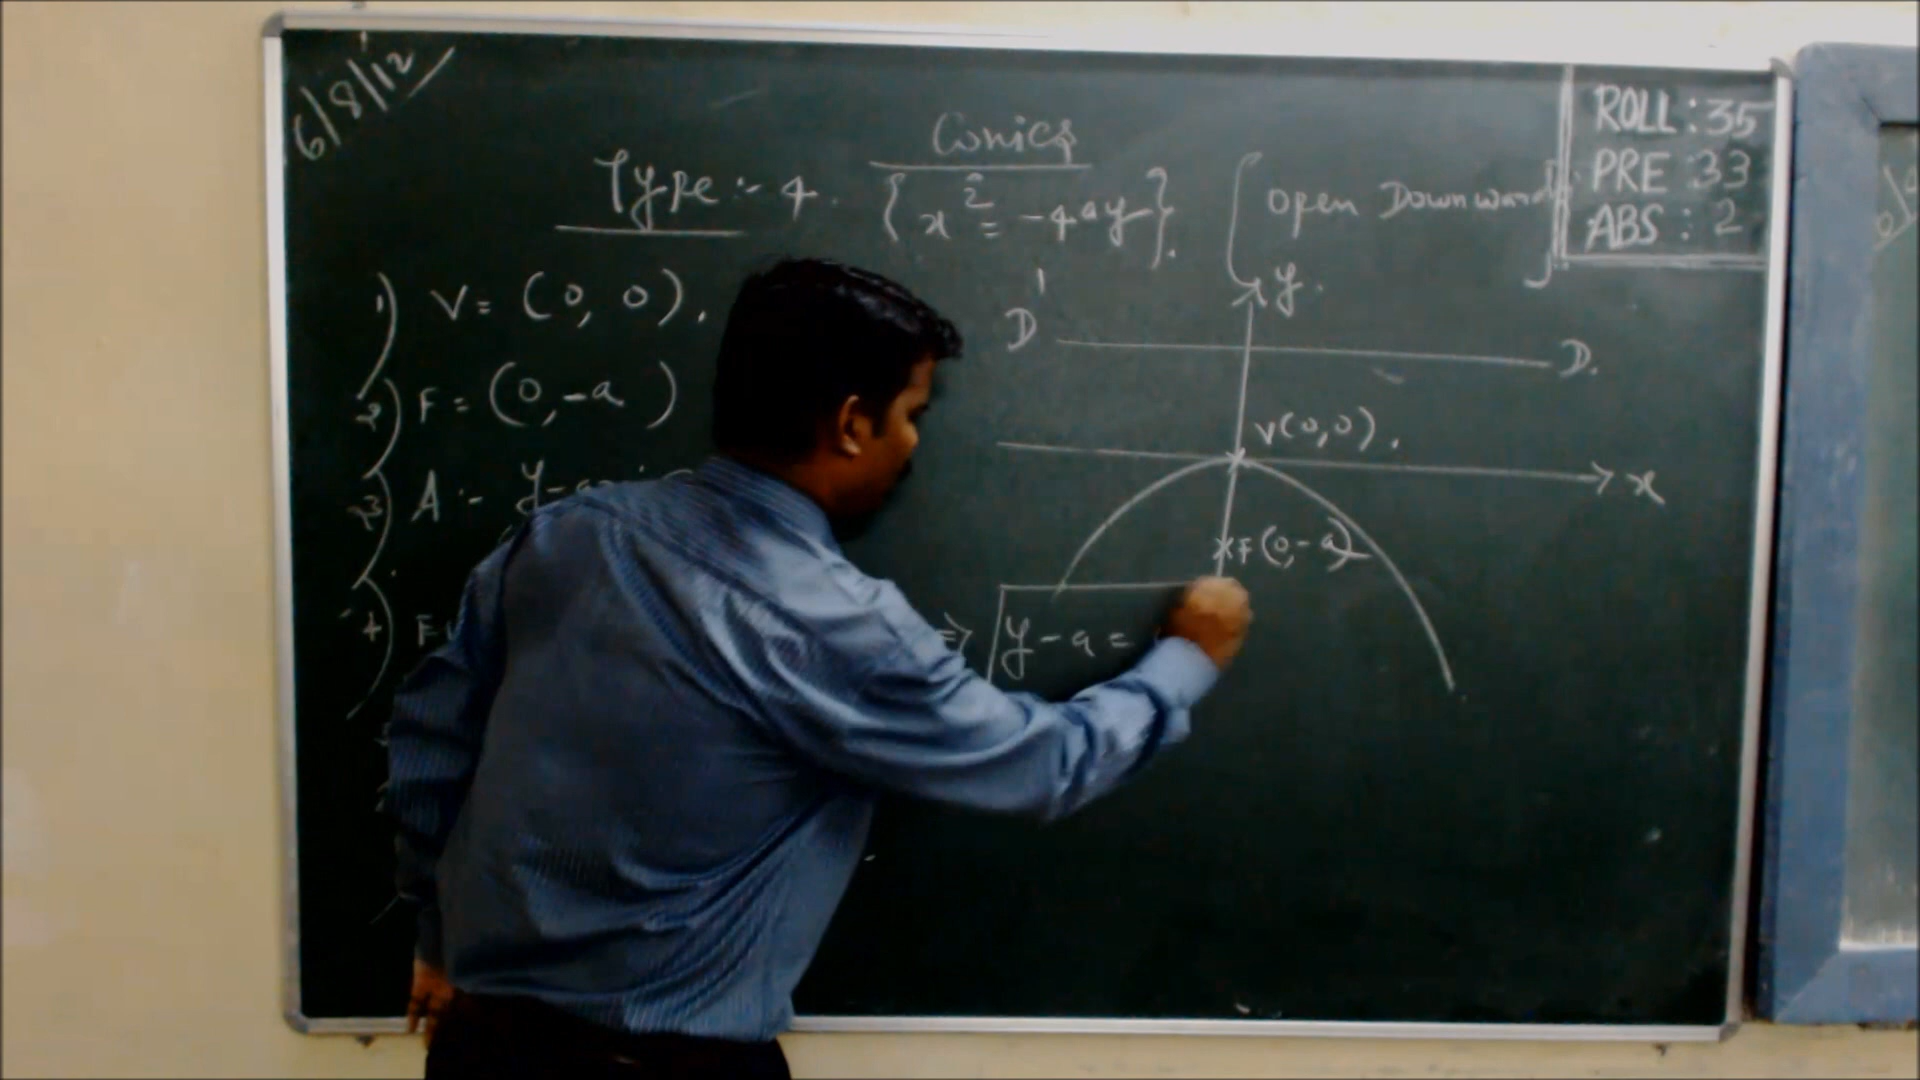 6/8/12
Conics
Type :- 4. { x² = -4ay }. { Open Downward }
ROLL : 35
PRE : 33
ABS : 2
1) V = (0, 0).
2) F = (0, -a)
3) A :- y-axis
4)
⇒ y - a =
y.
D'
D.
V(0,0).
x
F(0,-a)